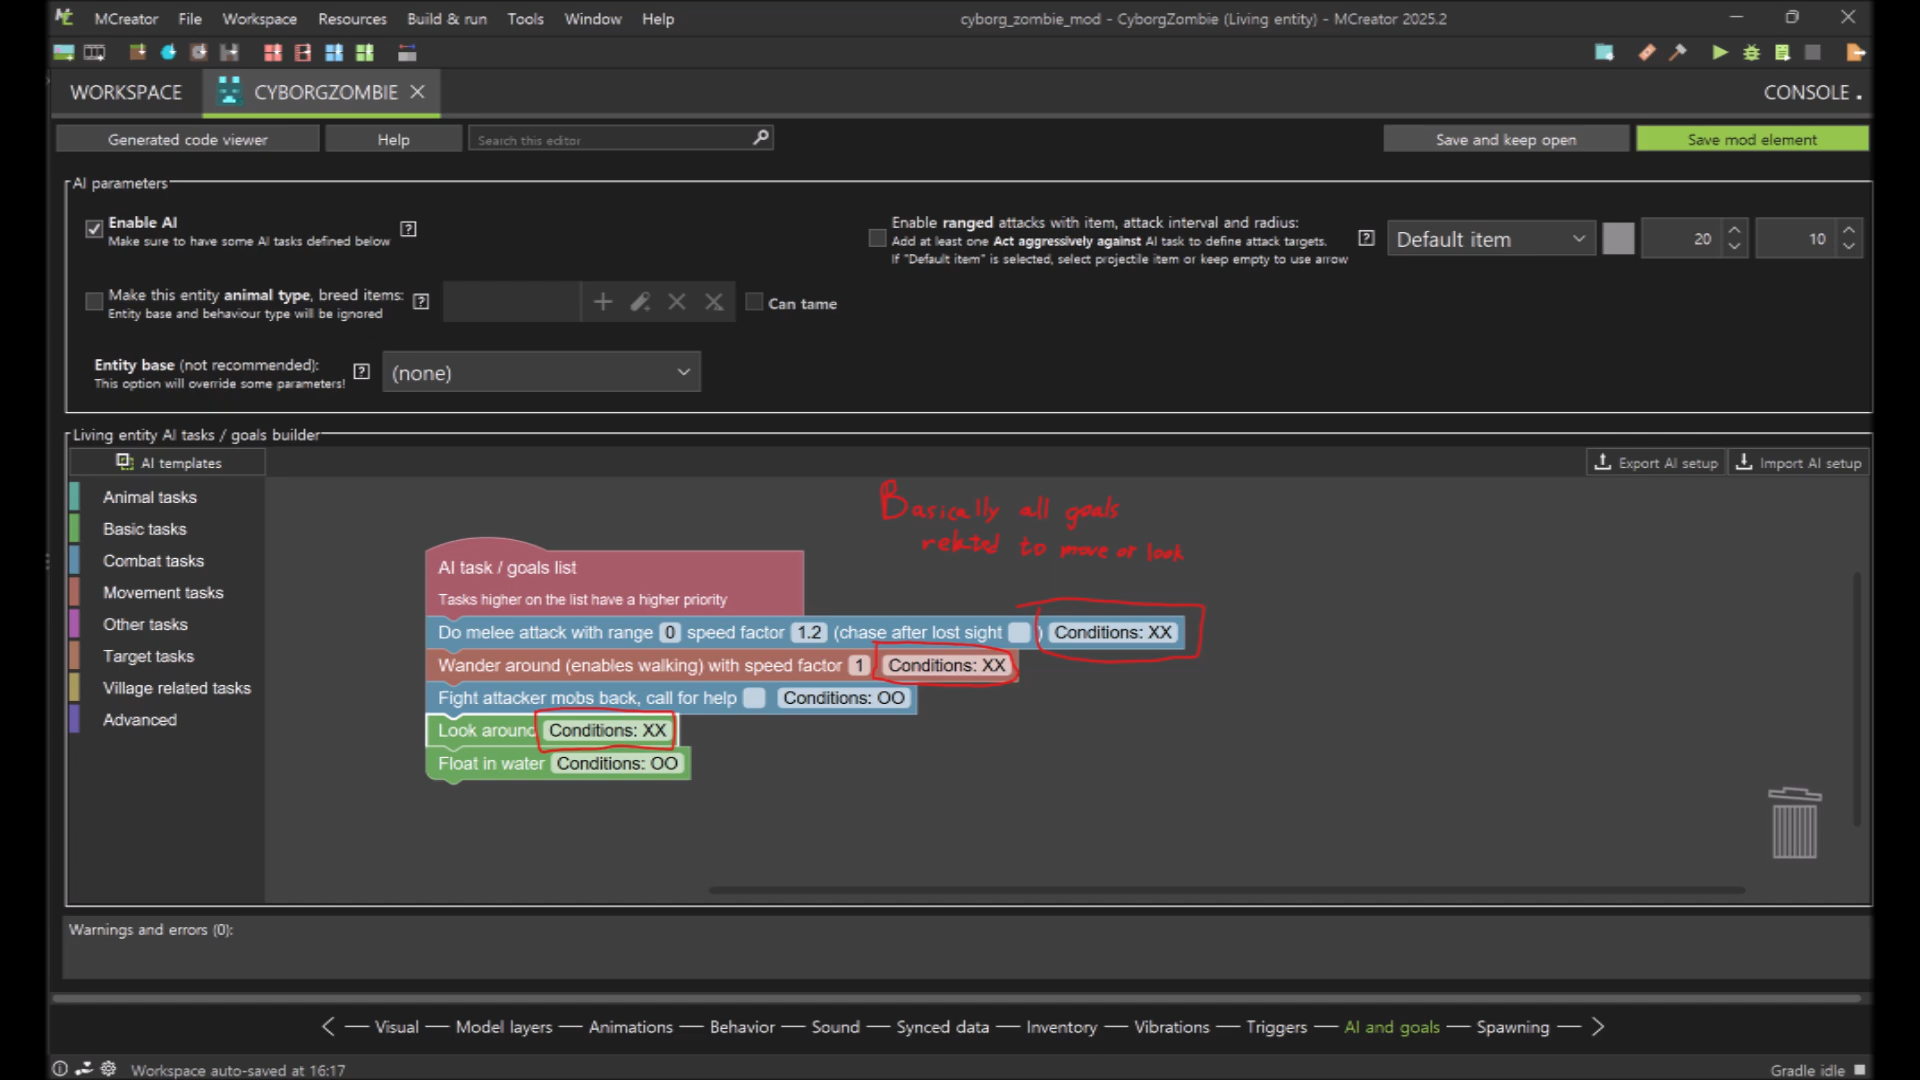 MCreator File Workspace Resources Build & run Tools Window Help
cyborg_zombie_mod - CyborgZombie (Living entity) - MCreator 2025.2
WORKSPACE
CYBORGZOMBIE
CONSOLE
Generated code viewer
Help
Search this editor
Save and keep open
Save mod element
AI parameters
Enable AI
Make sure to have some AI tasks defined below
Enable ranged attacks with item, attack interval and radius:
Add at least one Act aggressively against AI task to define attack targets.
If "Default item" is selected, select projectile item or keep empty to use arrow
Default item
20
10
Make this entity animal type, breed items:
Entity base and behaviour type will be ignored
Can tame
Entity base (not recommended):
This option will override some parameters!
(none)
Living entity AI tasks / goals builder
AI templates
Export AI setup
Import AI setup
Animal tasks
Basic tasks
Combat tasks
Movement tasks
Other tasks
Target tasks
Village related tasks
Advanced
Basically all goals
related to move or look
AI task / goals list
Tasks higher on the list have a higher priority
Do melee attack with range 0 speed factor 1.2 (chase after lost sight ) Conditions: XX
Wander around (enables walking) with speed factor 1 Conditions: XX
Fight attacker mobs back, call for help Conditions: OO
Look around Conditions: XX
Float in water Conditions: OO
Warnings and errors (0):
Visual Model layers Animations Behavior Sound Synced data Inventory Vibrations Triggers AI and goals Spawning
Workspace auto-saved at 16:17
Gradle idle